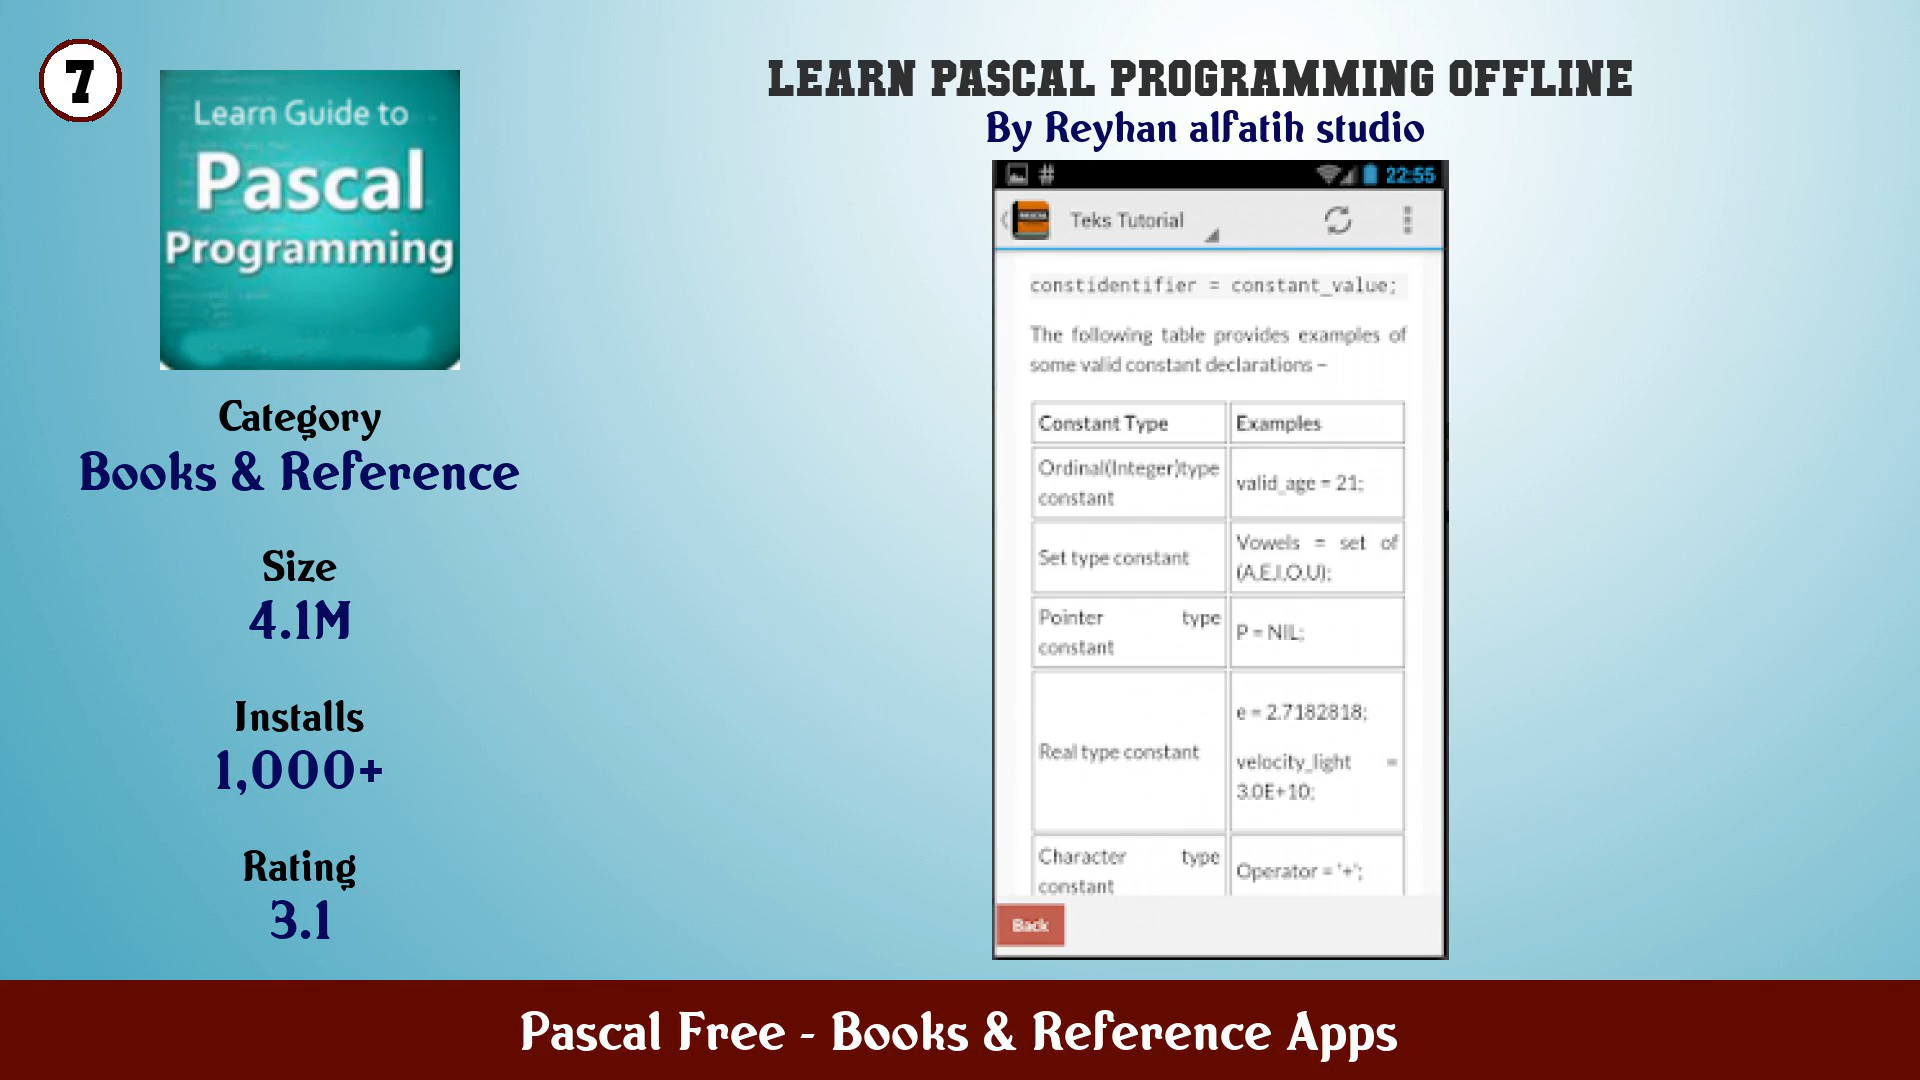 7
Learn Guide to
Pascal
Programming
Category
Books & Reference
Size
4.1M
Installs
1,000+
Rating
3.1
LEARN PASCAL PROGRAMMING OFFLINE
By Reyhan alfatih studio
# 22:55
Teks Tutorial
constidentifier = constant_value;
The following table provides examples of
some valid constant declarations –
Constant Type Examples
Ordinal(Integer)type
constant
valid_age = 21;
Set type constant
Vowels = set of
(A,E,I,O,U);
Pointer type
constant
P = NIL;
Real type constant
e = 2.7182818;
velocity_light =
3.0E+10;
Character type
constant
Operator = '+';
Back
Pascal Free - Books & Reference Apps